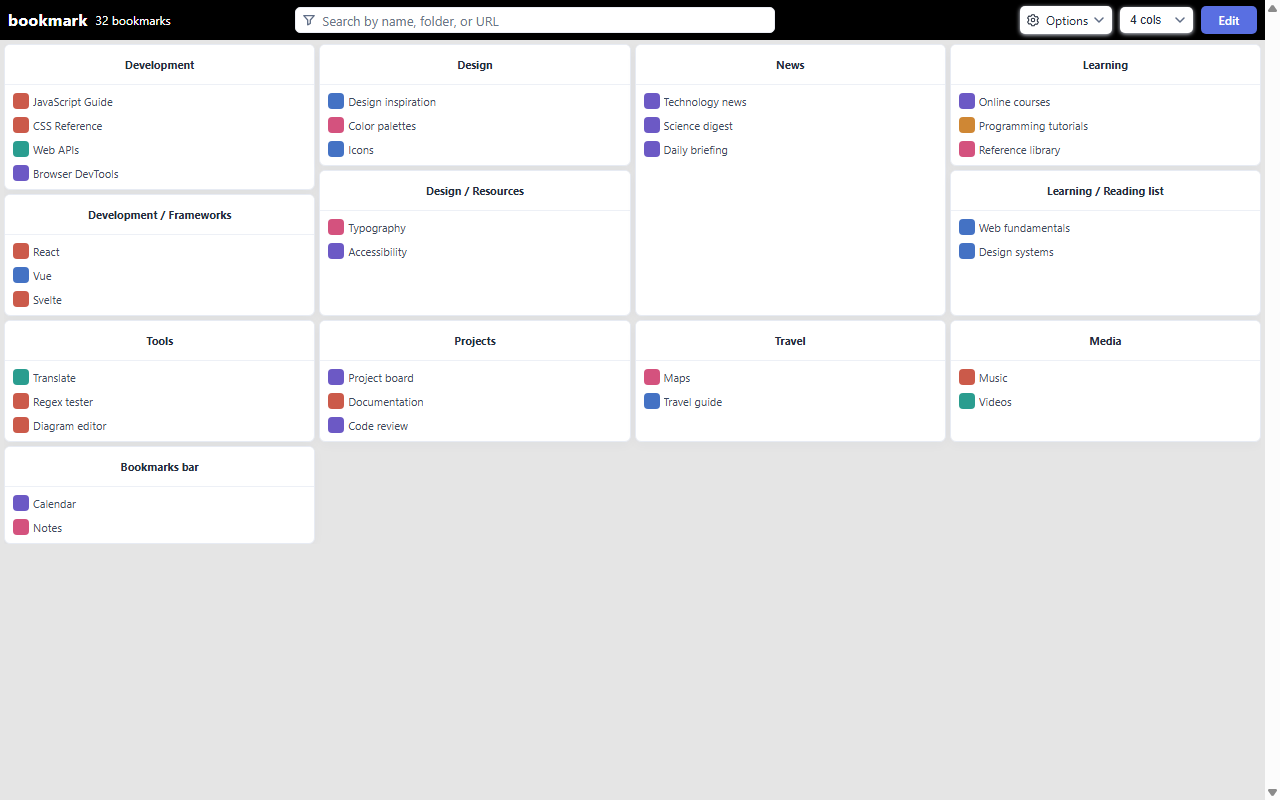 bookmark 32 bookmarks
Search by name, folder, or URL
Options
4 cols
Edit
Development
JavaScript Guide
CSS Reference
Web APIs
Browser DevTools
Development / Frameworks
React
Vue
Svelte
Design
Design inspiration
Color palettes
Icons
Design / Resources
Typography
Accessibility
News
Technology news
Science digest
Daily briefing
Learning
Online courses
Programming tutorials
Reference library
Learning / Reading list
Web fundamentals
Design systems
Tools
Translate
Regex tester
Diagram editor
Projects
Project board
Documentation
Code review
Travel
Maps
Travel guide
Media
Music
Videos
Bookmarks bar
Calendar
Notes